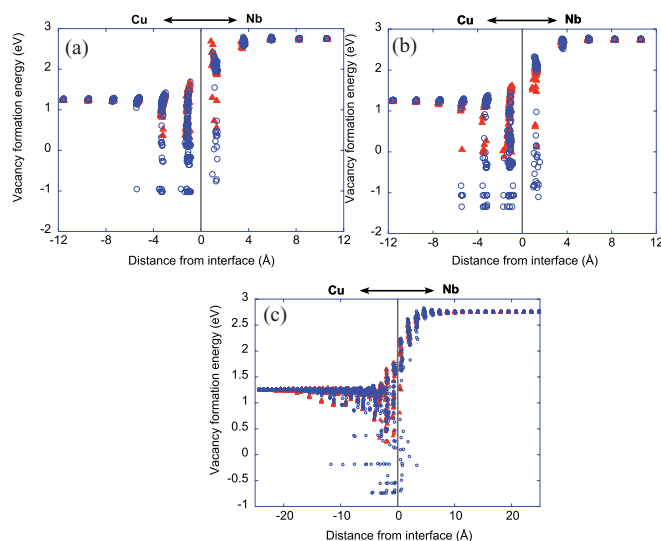 Cu Nb
Cu Nb
(a)
(b)
Vacancy formation energy (eV)
3
2
1
0
-1
-2
-12 -8 -4 0 4 8 12
Distance from interface (Å)
Vacancy formation energy (eV)
3
2
1
0
-1
-2
-12 -8 -4 0 4 8 12
Distance from interface (Å)
Cu Nb
(c)
Vacancy formation energy (eV)
3
2.5
2
1.5
1
0.5
0
-0.5
-1
-20 -10 0 10 20
Distance from interface (Å)